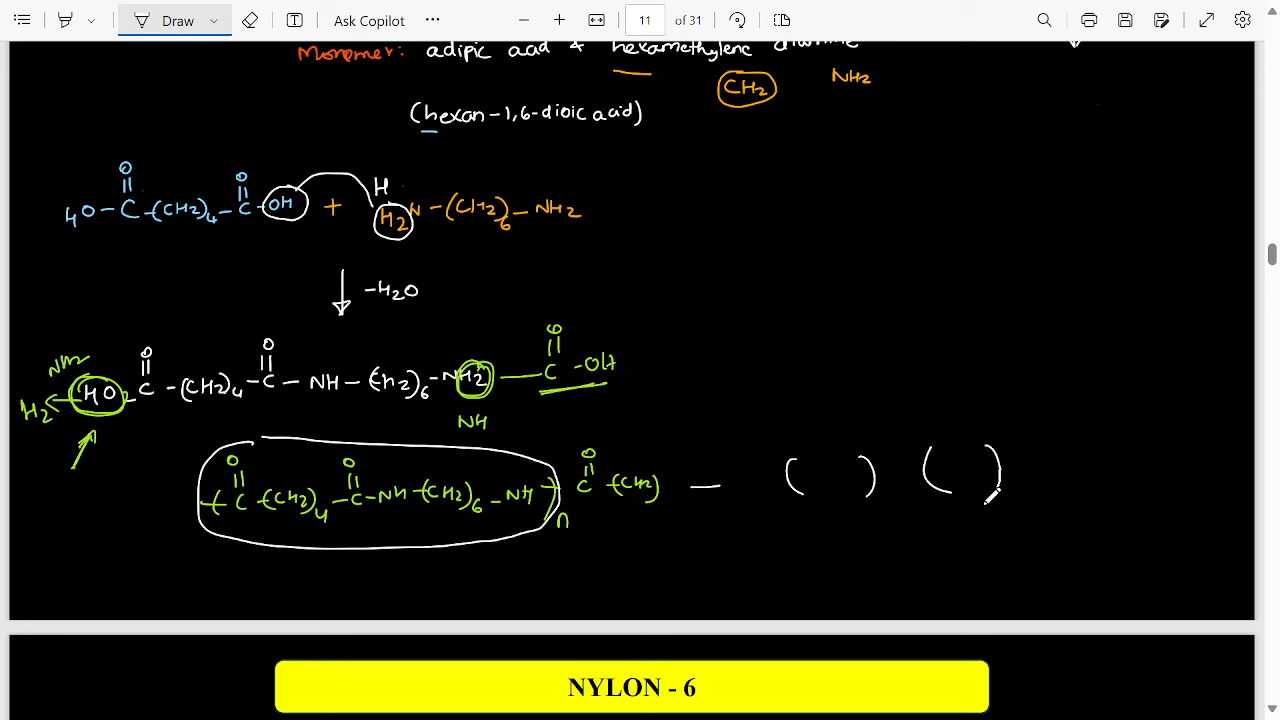 Draw Ask Copilot 11 of 31
Monomer: adipic acid & hexamethylene diamine
CH2 NH2
(hexan-1,6-dioic acid)
O O H
HO-C-(CH2)4-C-OH + H2N-(CH2)6-NH2
-H2O
O O O
NH2
H2 HO-C-(CH2)4-C-NH-(CH2)6-NH2-C-OH
NH
O O O
(C-(CH2)4-C-NH-(CH2)6-NH)n C-(CH2) - ( ) ( )
NYLON - 6